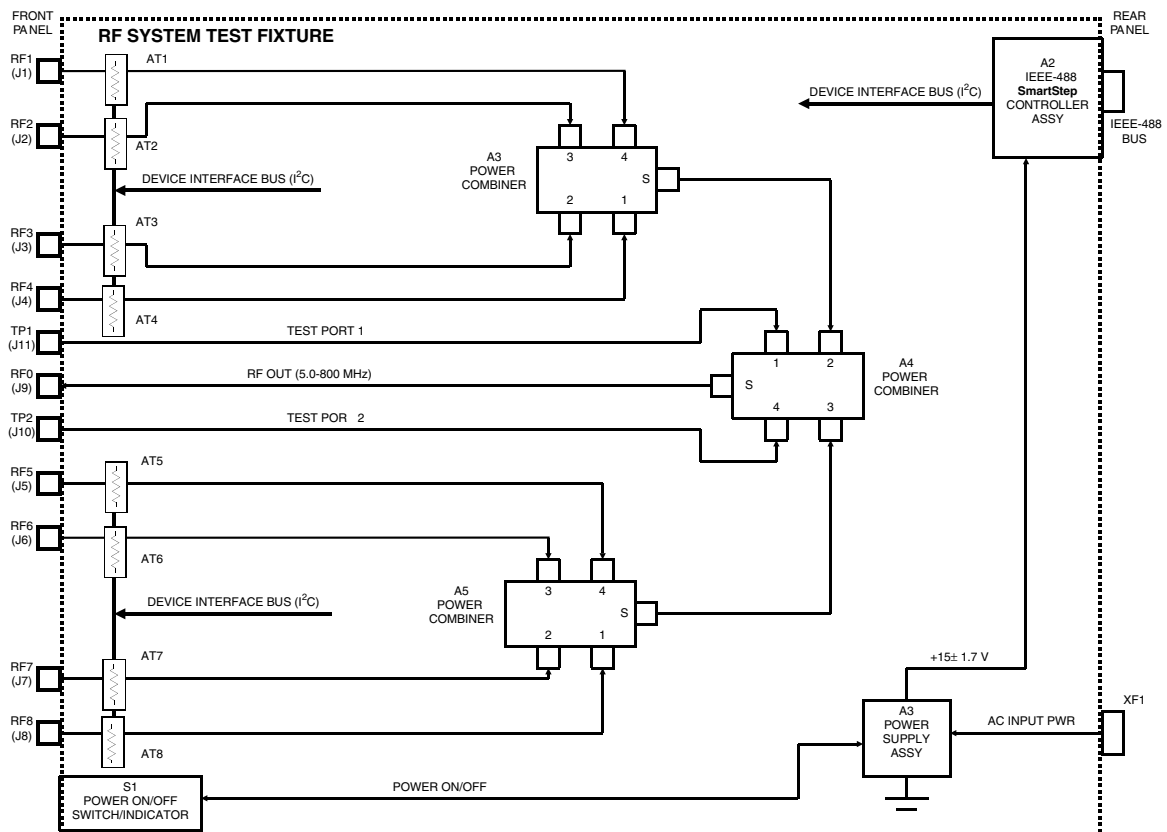 FRONT
PANEL
RF SYSTEM TEST FIXTURE
REAR
PANEL
RF1
(J1)
AT1
RF2
(J2)
AT2
DEVICE INTERFACE BUS (I²C)
RF3
(J3)
AT3
RF4
(J4)
AT4
A3
POWER
COMBINER
3
4
S
2
1
DEVICE INTERFACE BUS (I²C)
A2
IEEE-488
SmartStep
CONTROLLER
ASSY
IEEE-488
BUS
TP1
(J11)
TEST PORT 1
RF0
(J9)
RF OUT (5.0-800 MHz)
TP2
(J10)
TEST POR 2
1
2
S
4
3
A4
POWER
COMBINER
RF5
(J5)
AT5
RF6
(J6)
AT6
DEVICE INTERFACE BUS (I²C)
RF7
(J7)
AT7
RF8
(J8)
AT8
A5
POWER
COMBINER
3
4
S
2
1
+15± 1.7 V
A3
POWER
SUPPLY
ASSY
AC INPUT PWR
XF1
S1
POWER ON/OFF
SWITCH/INDICATOR
POWER ON/OFF